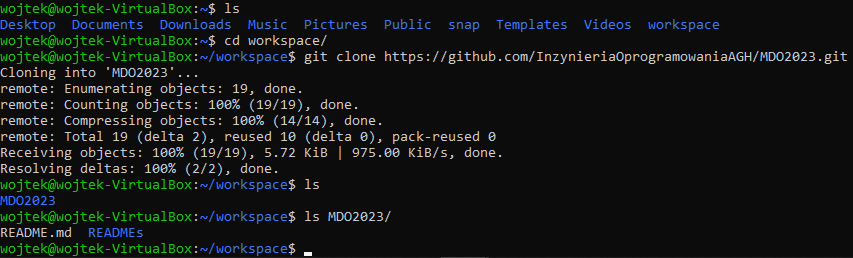 wojtek@wojtek-VirtualBox:~$ ls
Desktop  Documents  Downloads  Music  Pictures  Public  snap  Templates  Videos  workspace
wojtek@wojtek-VirtualBox:~$ cd workspace/
wojtek@wojtek-VirtualBox:~/workspace$ git clone https://github.com/InzynieriaOprogramowaniaAGH/MDO2023.git
Cloning into 'MDO2023'...
remote: Enumerating objects: 19, done.
remote: Counting objects: 100% (19/19), done.
remote: Compressing objects: 100% (14/14), done.
remote: Total 19 (delta 2), reused 10 (delta 0), pack-reused 0
Receiving objects: 100% (19/19), 5.72 KiB | 975.00 KiB/s, done.
Resolving deltas: 100% (2/2), done.
wojtek@wojtek-VirtualBox:~/workspace$ ls
MDO2023
wojtek@wojtek-VirtualBox:~/workspace$ ls MDO2023/
README.md  READMEs
wojtek@wojtek-VirtualBox:~/workspace$